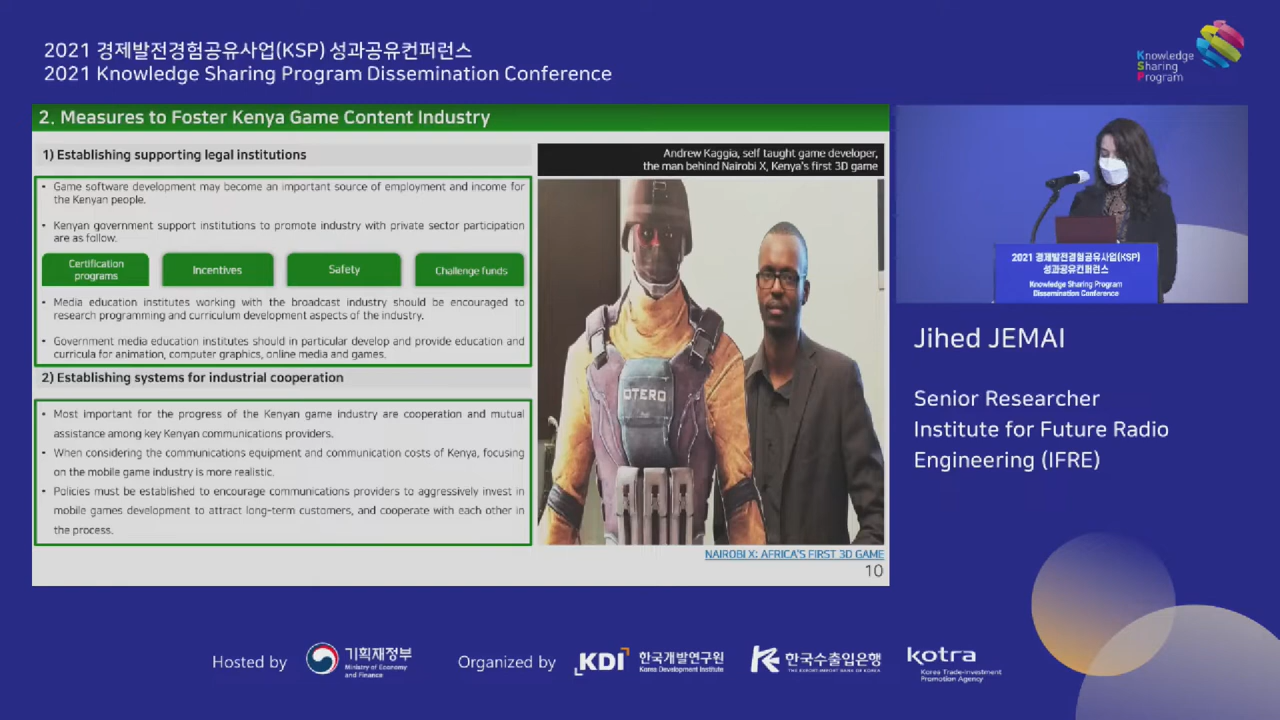 2021 경제발전경험공유사업(KSP) 성과공유컨퍼런스
2021 Knowledge Sharing Program Dissemination Conference
Knowledge
Sharing
Program
2. Measures to Foster Kenya Game Content Industry
1) Establishing supporting legal institutions
• Game software development may become an important source of employment and income for
the Kenyan people.
• Kenyan government support institutions to promote industry with private sector participation
are as follow.
Certification
programs
Incentives
Safety
Challenge funds
• Media education institutes working with the broadcast industry should be encouraged to
research programming and curriculum development aspects of the industry.
• Government media education institutes should in particular develop and provide education and
curricula for animation, computer graphics, online media and games.
2) Establishing systems for industrial cooperation
• Most important for the progress of the Kenyan game industry are cooperation and mutual
assistance among key Kenyan communications providers.
• When considering the communications equipment and communication costs of Kenya, focusing
on the mobile game industry is more realistic.
• Policies must be established to encourage communications providers to aggressively invest in
mobile games development to attract long-term customers, and cooperate with each other in
the process.
Andrew Kaggia, self taught game developer,
the man behind Nairobi X, Kenya's first 3D game
OTERO
NAIROBI X: AFRICA'S FIRST 3D GAME
10
2021 경제발전경험공유사업(KSP)
성과공유컨퍼런스
Knowledge Sharing Program
Dissemination Conference
Jihed JEMAI
Senior Researcher
Institute for Future Radio
Engineering (IFRE)
Hosted by
기획재정부
Ministry of Economy
and Finance
Organized by
KDI
한국개발연구원
Korea Development Institute
한국수출입은행
THE EXPORT-IMPORT BANK OF KOREA
kotra
Korea Trade-Investment
Promotion Agency